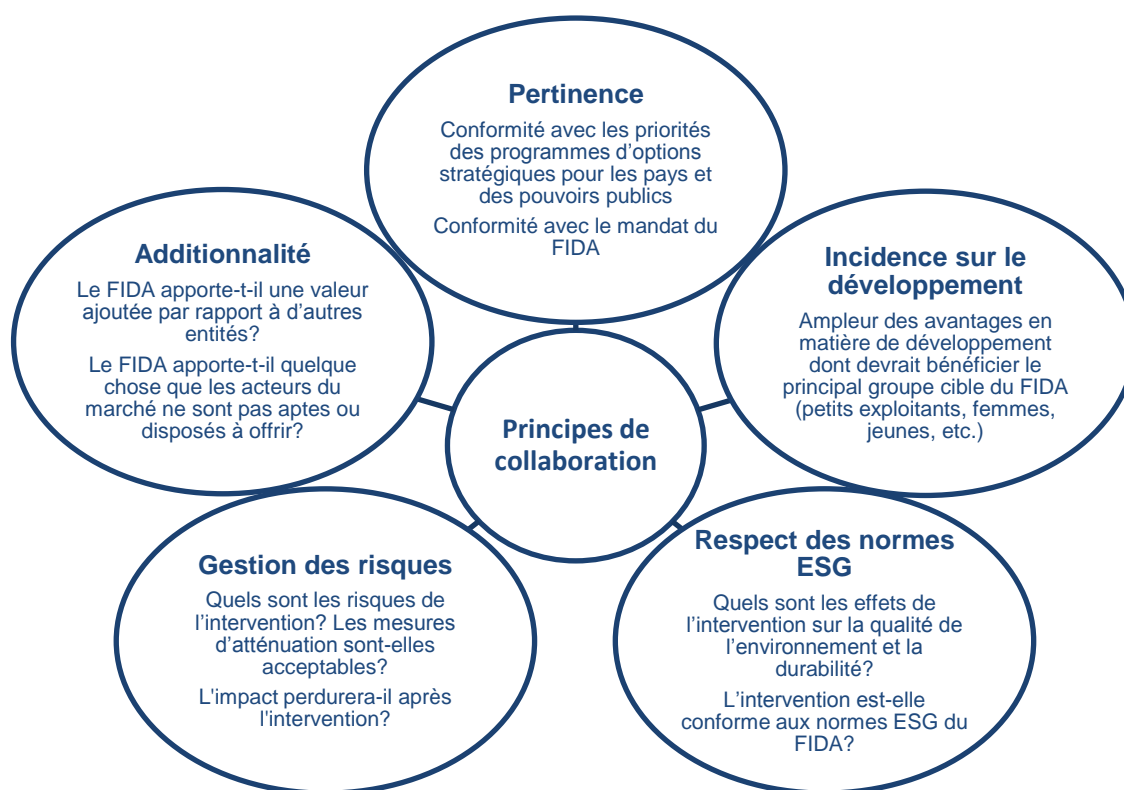 Pertinence
Conformité avec les priorités
des programmes d'options
stratégiques pour les pays et
des pouvoirs publics
Conformité avec le mandat du
FIDA
Additionnalité
Le FIDA apporte-t-il une valeur
ajoutée par rapport à d'autres
entités?
Le FIDA apporte-t-il quelque
chose que les acteurs du
marché ne sont pas aptes ou
disposés à offrir?
Incidence sur le
développement
Ampleur des avantages en
matière de développement
dont devrait bénéficier le
principal groupe cible du FIDA
(petits exploitants, femmes,
jeunes, etc.)
Principes de
collaboration
Gestion des risques
Quels sont les risques de
l'intervention? Les mesures
d'atténuation sont-elles
acceptables?
L'impact perdurera-il après
l'intervention?
Respect des normes
ESG
Quels sont les effets de
l'intervention sur la qualité de
l'environnement et la
durabilité?
L'intervention est-elle
conforme aux normes ESG du
FIDA?